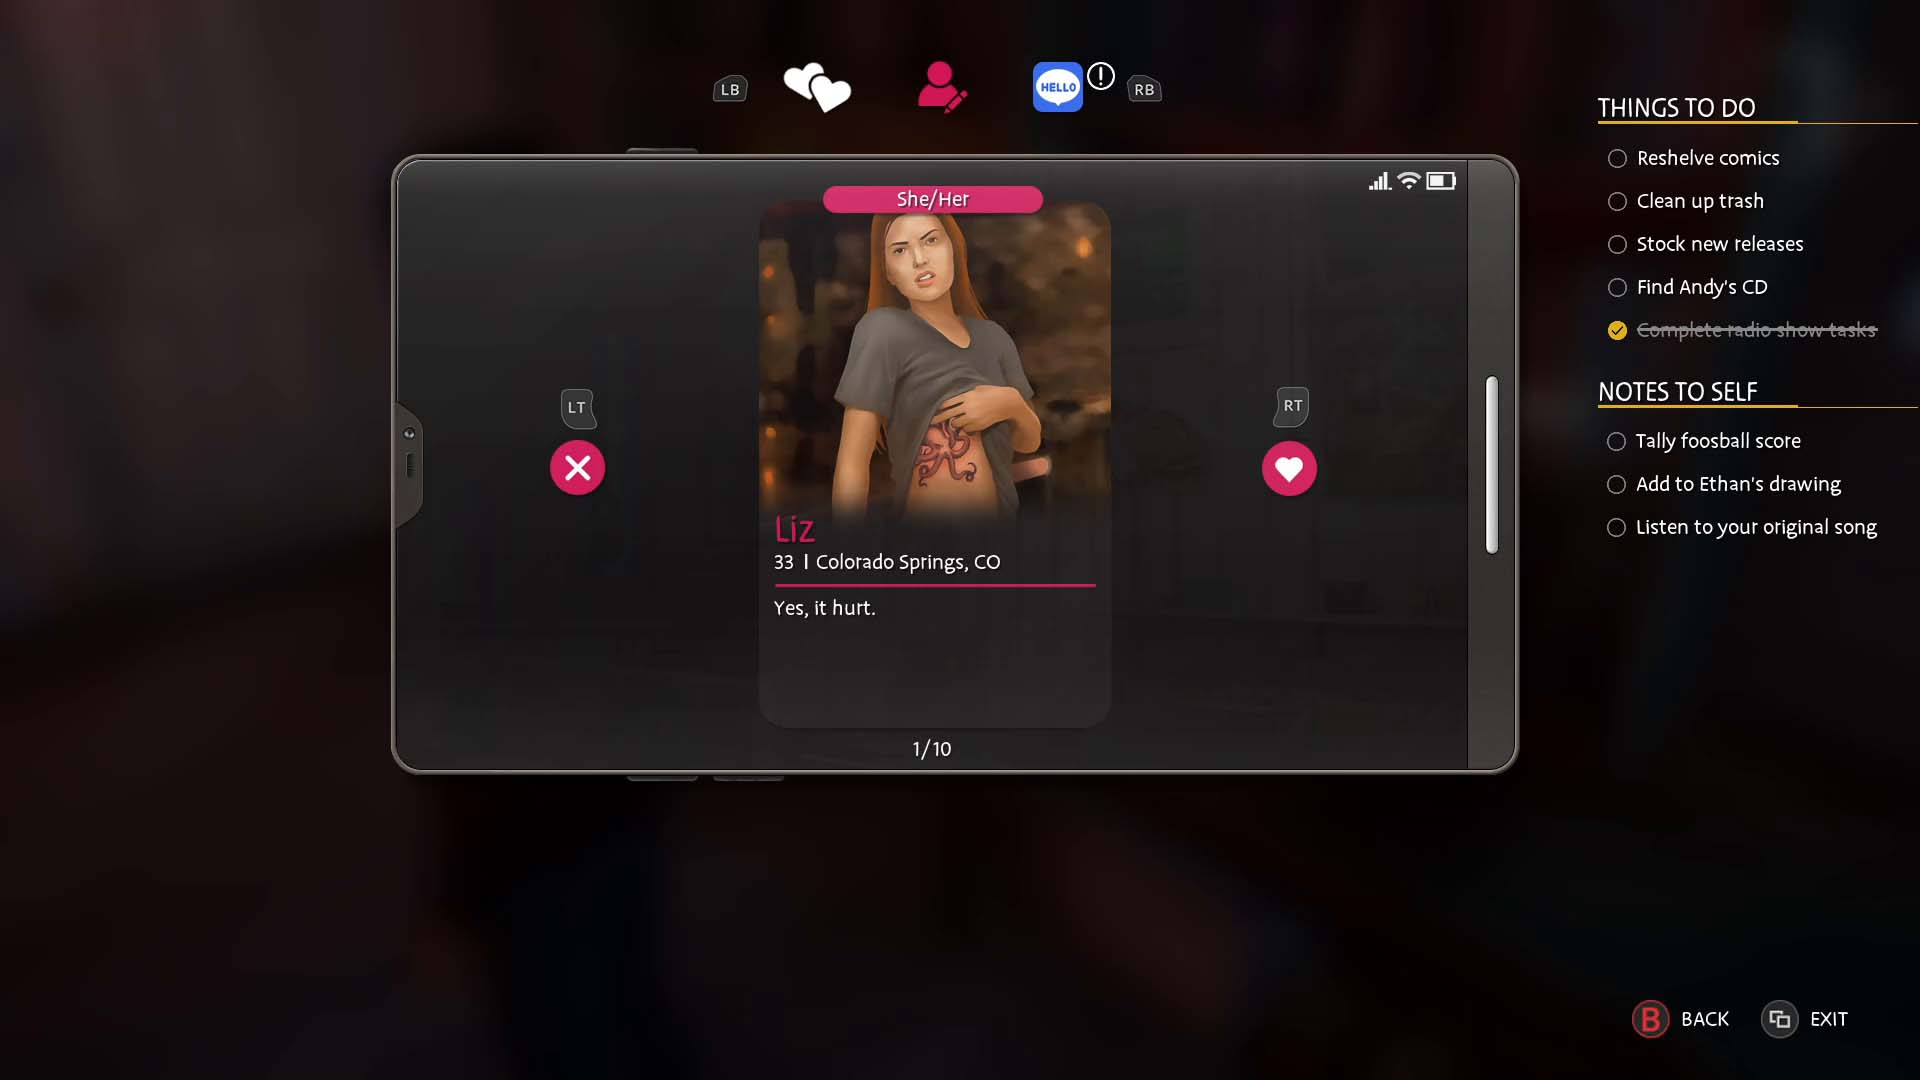 LB
HELLO
!
RB
She/Her
LT
RT
Liz
33 | Colorado Springs, CO
Yes, it hurt.
1/10
THINGS TO DO
Reshelve comics
Clean up trash
Stock new releases
Find Andy's CD
Complete radio show tasks
NOTES TO SELF
Tally foosball score
Add to Ethan's drawing
Listen to your original song
B BACK
EXIT